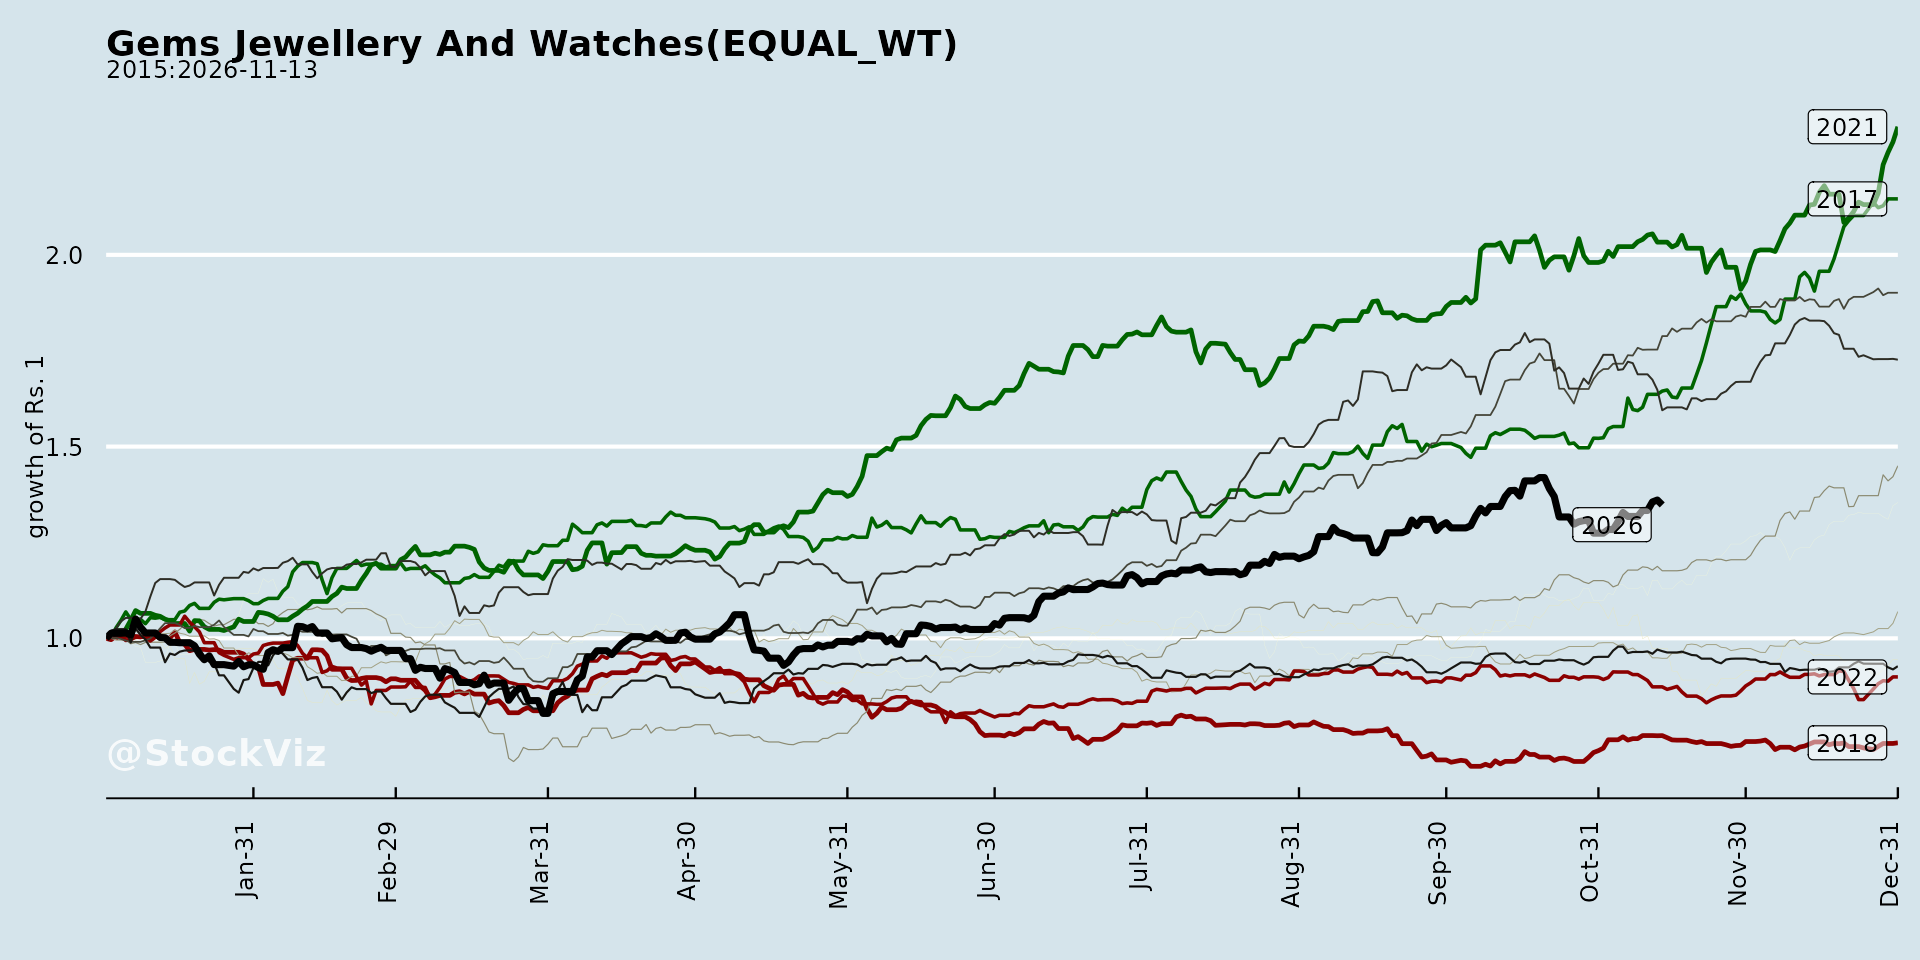 Gems Jewellery And Watches(EQUAL_WT)
2015:2026-11-13
2021
2017
2.0
growth of Rs. 1
1.5
2026
1.0
2022
2018
@StockViz
Jan-31
Feb-29
Mar-31
Apr-30
May-31
Jun-30
Jul-31
Aug-31
Sep-30
Oct-31
Nov-30
Dec-31